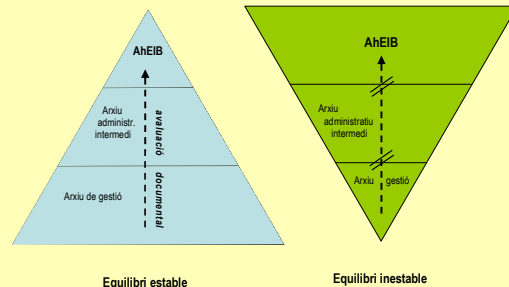 AhEIB
Arxiu
administr.
intermedi
avaluació
documental
Arxiu de gestió
Equilibri estable
AhEIB
Arxiu
administratiu
intermedi
Arxiu gestió
Equilibri inestable